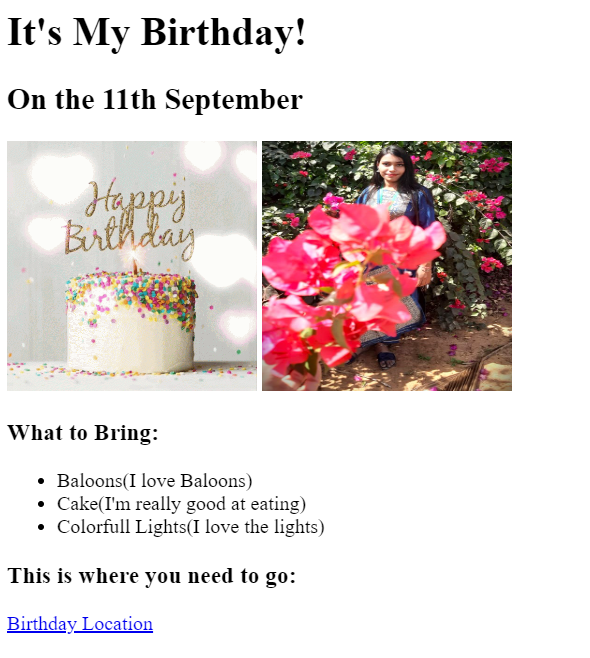 It's My Birthday!
On the 11th September
Happy
Birthday
What to Bring:
Baloons(I love Baloons)
Cake(I'm really good at eating)
Colorfull Lights(I love the lights)
This is where you need to go:
Birthday Location